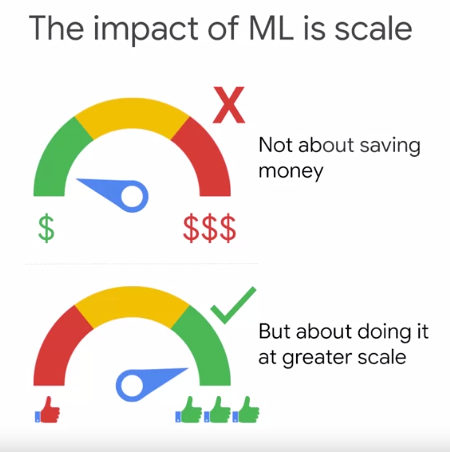 The impact of ML is scale
X
Not about saving
money
$
$$$
But about doing it
at greater scale